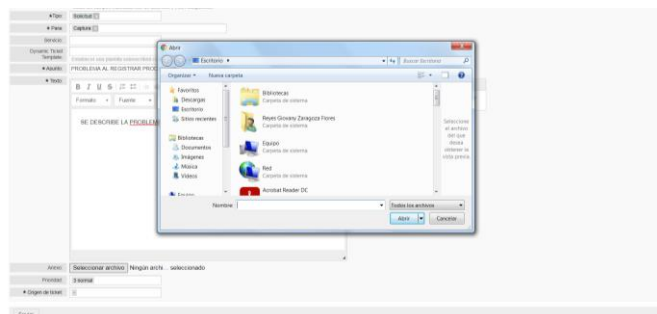 Tipo: Solicitud
Para: Captura
Servicio:
Dynamic Ticket Template:
Asunto: PROBLEMA AL REGISTRAR PROD
Texto:
B I U S
Formato Fuente
SE DESCRIBE LA PROBLEM
Abrir
Escritorio
Buscar Escritorio
Organizar Nueva carpeta
Favoritos
Descargas
Escritorio
Sitios recientes
Bibliotecas
Documentos
Imágenes
Música
Vídeos
Equipo
Bibliotecas
Carpeta de sistema
Reyes Giovany Zaragoza Flores
Carpeta de sistema
Equipo
Carpeta de sistema
Red
Carpeta de sistema
Acrobat Reader DC
Seleccione
el archivo
del que
desea
obtener la
vista previa.
Nombre:
Todos los archivos
Abrir
Cancelar
Anexo: Seleccionar archivo Ningún archi... seleccionado
Prioridad: 3 normal
Origen de ticket: